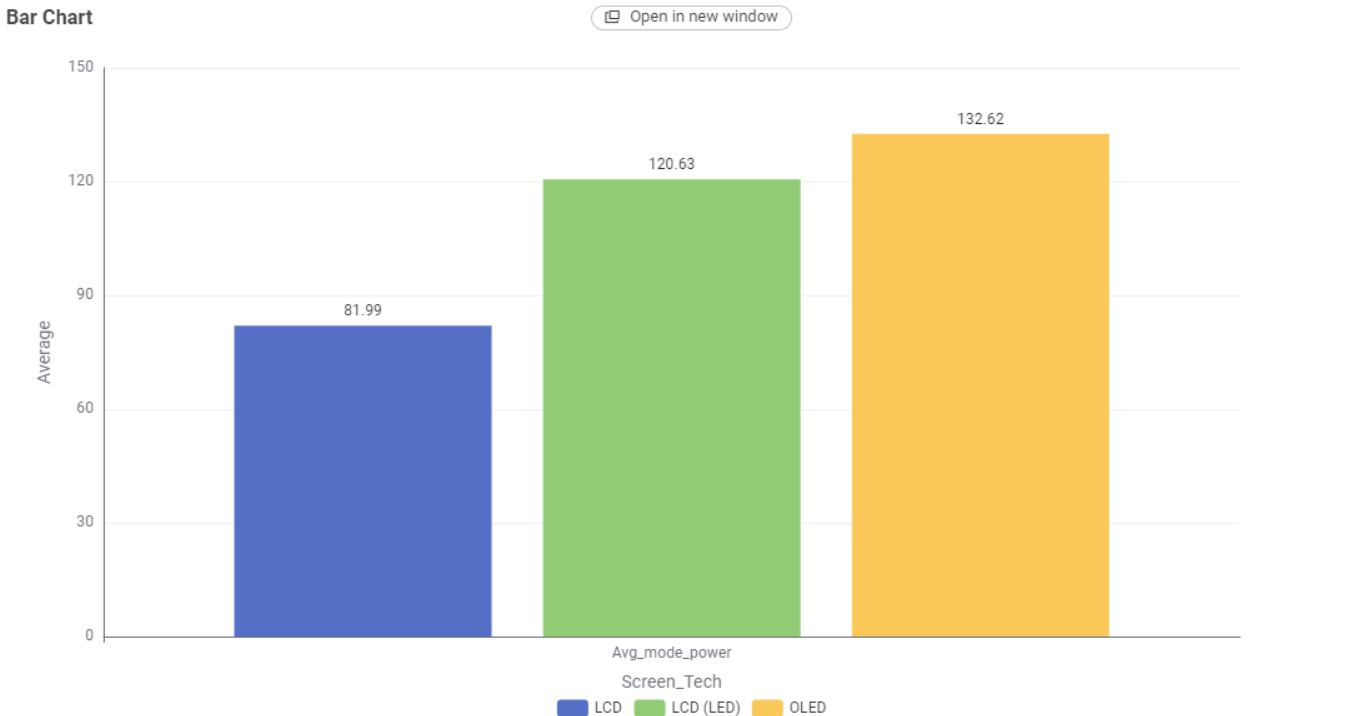 Bar Chart
Open in new window
150
132.62
120.63
120
90
81.99
Average
60
30
0
Avg_mode_power
Screen_Tech
LCD LCD (LED) OLED